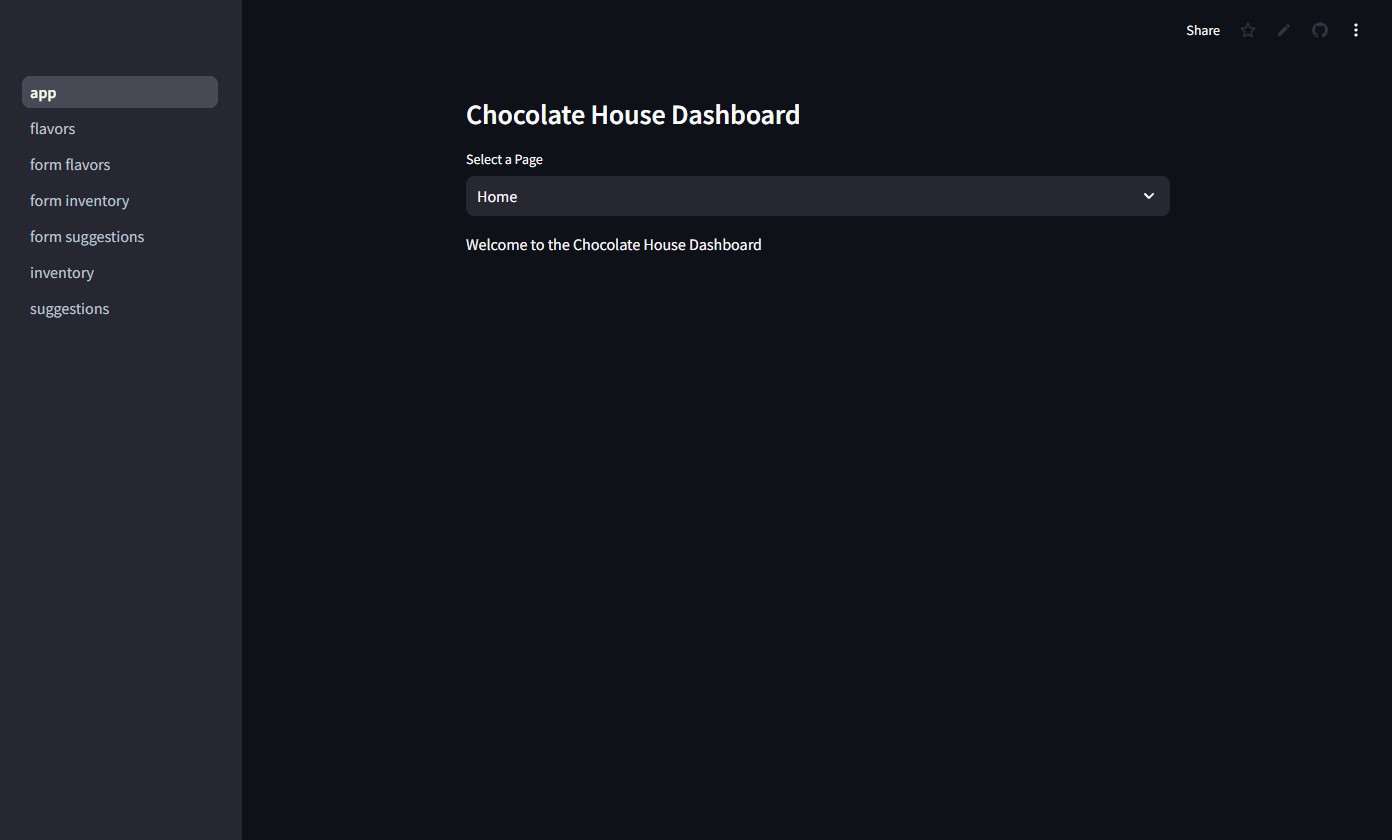 Share
app
flavors
form flavors
form inventory
form suggestions
inventory
suggestions
Chocolate House Dashboard
Select a Page
Home
Welcome to the Chocolate House Dashboard